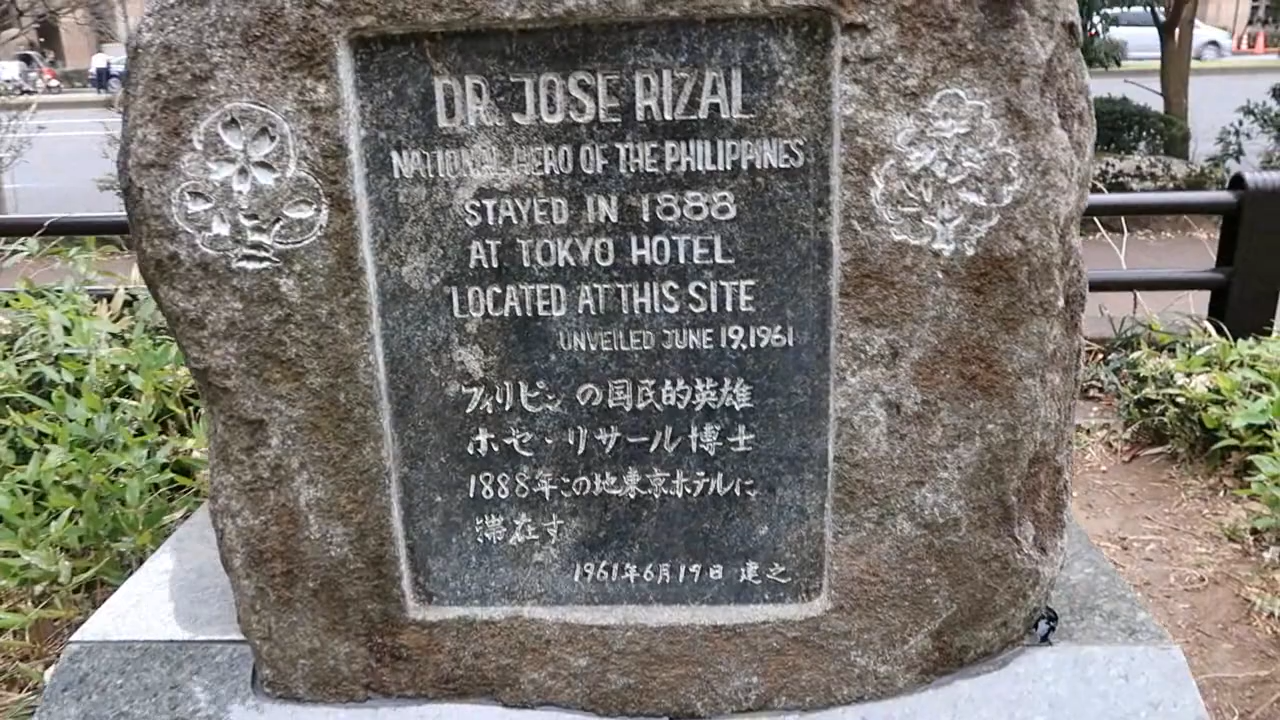 DR. JOSE RIZAL
NATIONAL HERO OF THE PHILIPPINES
STAYED IN 1888
AT TOKYO HOTEL
LOCATED AT THIS SITE
UNVEILED JUNE 19,1961
フィリピンの国民的英雄
ホセ・リサール博士
1888年この地東京ホテルに
滞在す
1961年6月19日 建之